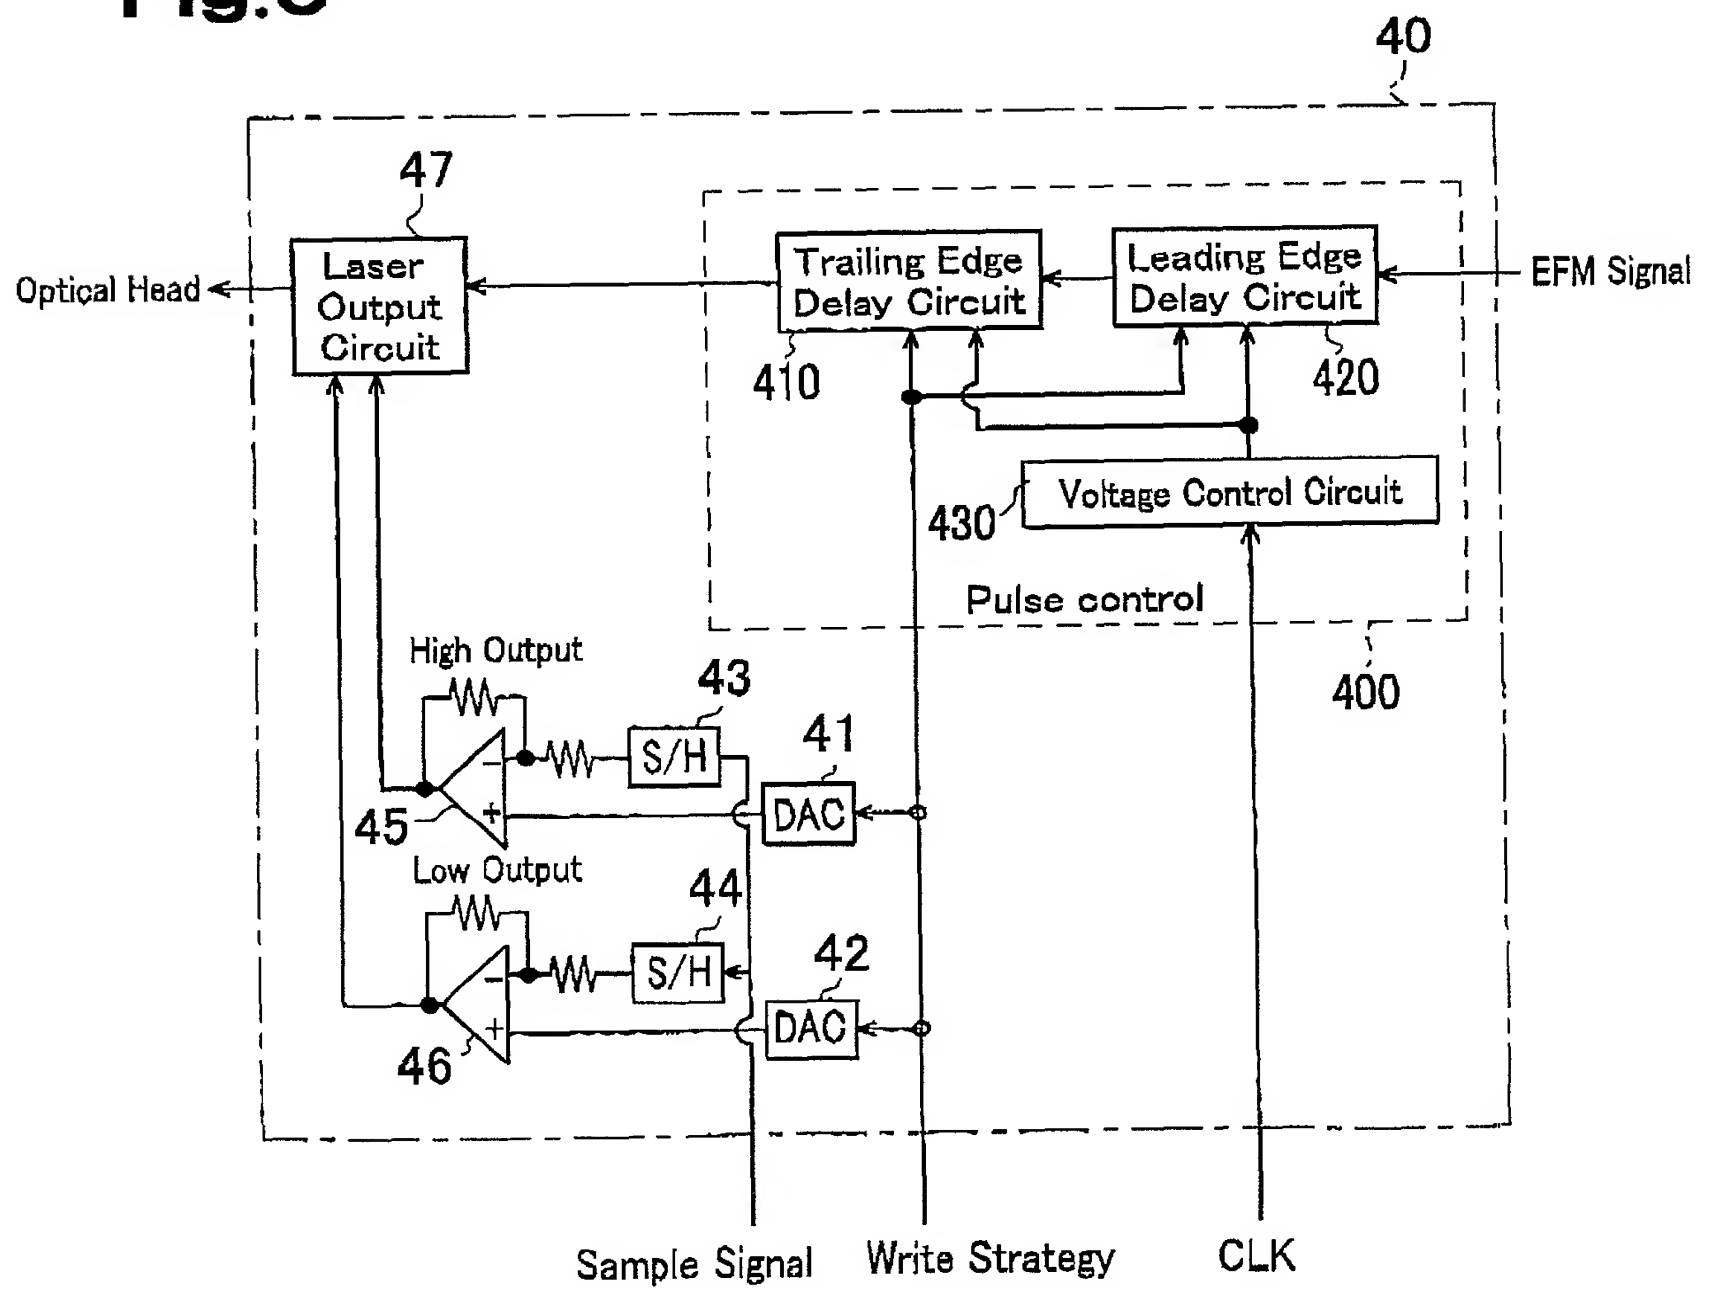 40
47
Laser
Output
Circuit
Trailing Edge
Delay Circuit
Leading Edge
Delay Circuit
Optical Head
EFM Signal
410
420
430
Voltage Control Circuit
Pulse control
400
High Output
43
S/H
41
DAC
−
+
45
Low Output
44
S/H
42
DAC
−
+
46
Sample Signal
Write Strategy
CLK